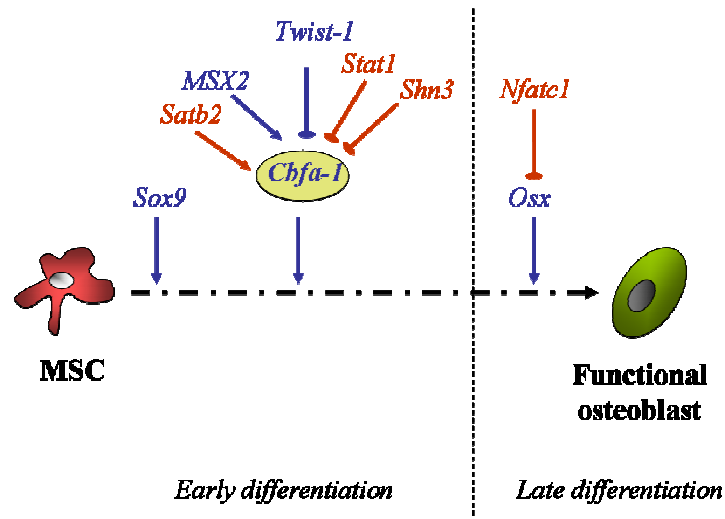 Twist-1
Stat1
MSX2
Shn3
Nfatc1
Satb2
Cbfa-1
Sox9
Osx
MSC
Functional
osteoblast
Early differentiation
Late differentiation